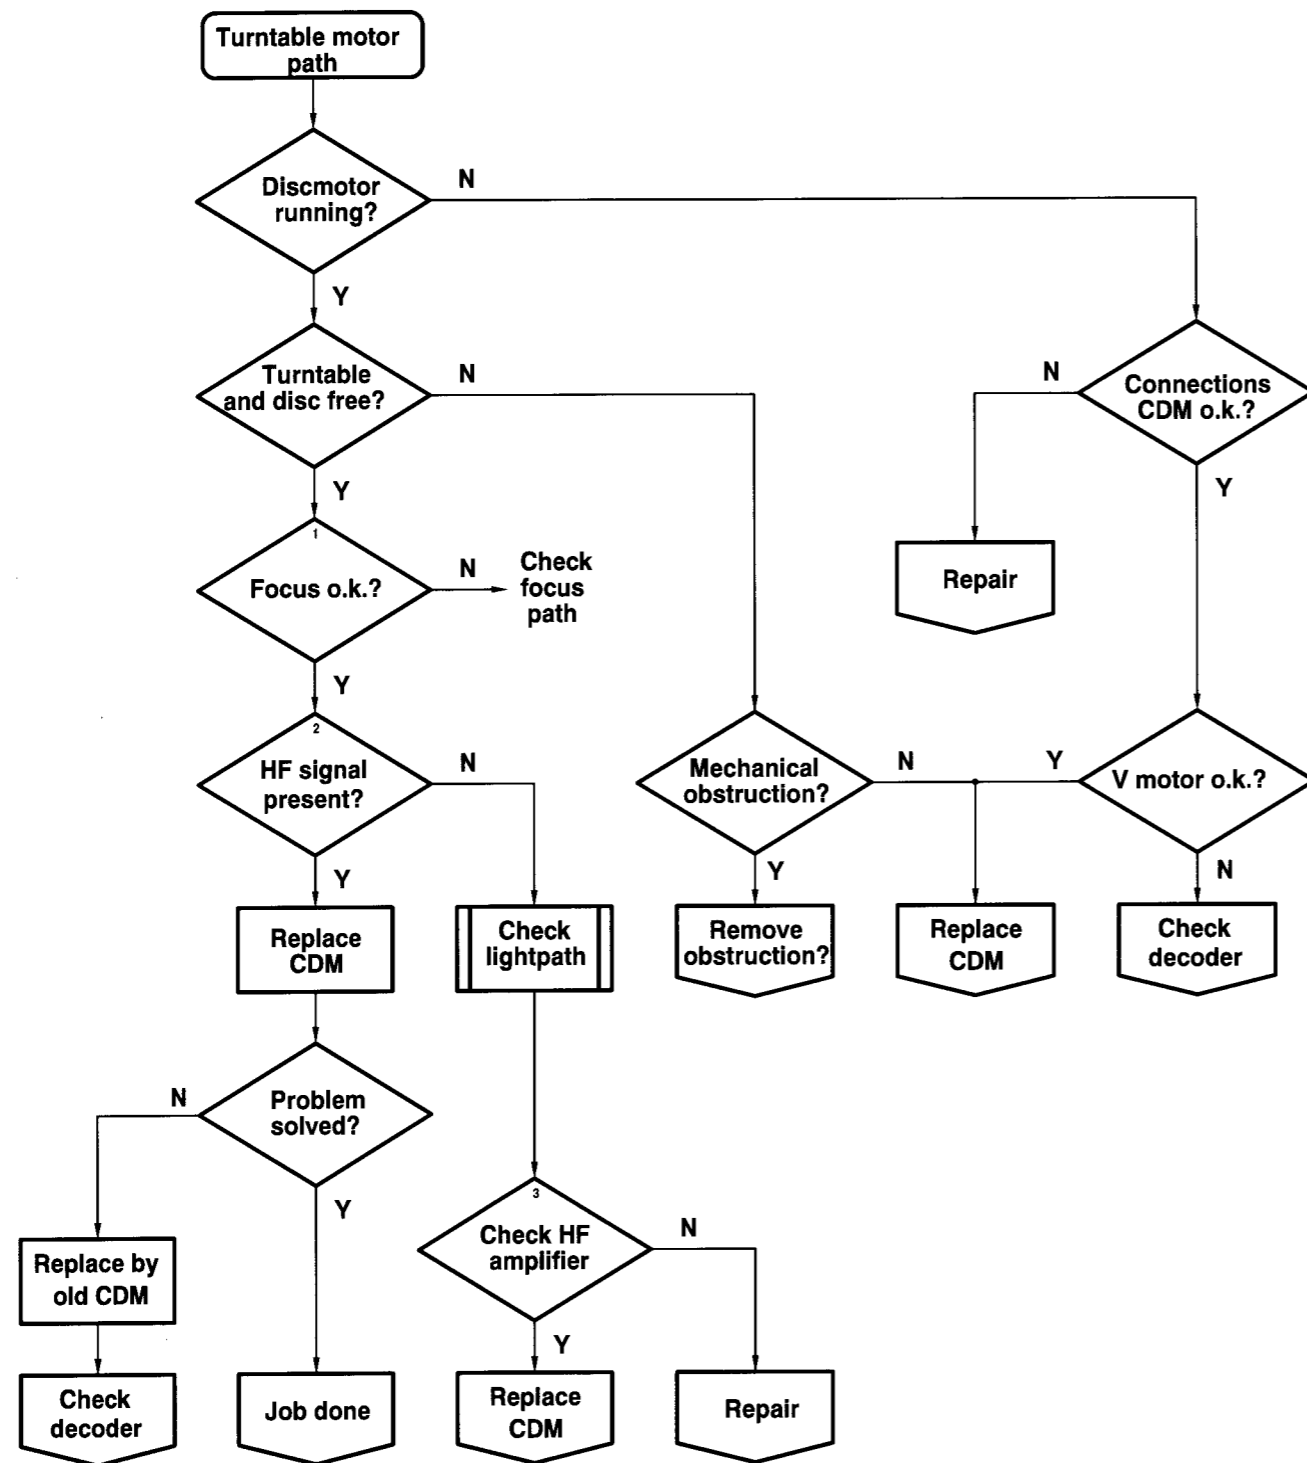 Turntable motor
path
Discmotor
running?
N
Y
Turntable
and disc free?
N
Y
Connections
CDM o.k.?
N
Y
Repair
1
Focus o.k.?
N
Check
focus
path
Y
2
HF signal
present?
N
Y
Mechanical
obstruction?
N
Y
V motor o.k.?
Y
N
Replace
CDM
Check
lightpath
Remove
obstruction?
Replace
CDM
Check
decoder
Problem
solved?
N
Y
3
Check HF
amplifier
N
Y
Replace by
old CDM
Check
decoder
Job done
Replace
CDM
Repair